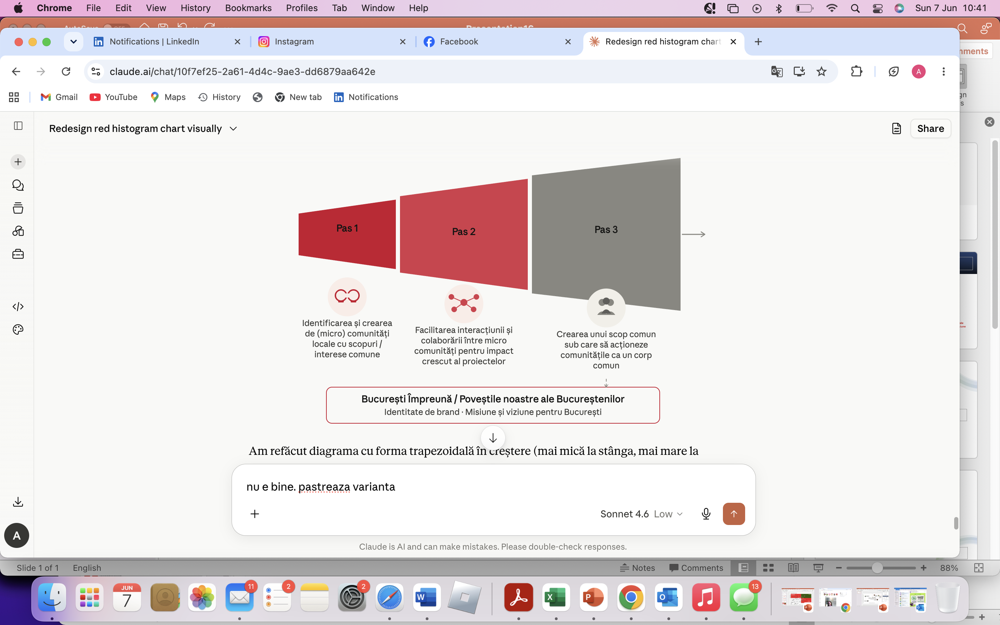 Chrome File Edit View History Bookmarks Profiles Tab Window Help Sun 7 Jun 10:41
Notifications | LinkedIn Instagram Facebook Redesign red histogram chart
mments
claude.ai/chat/10f7ef25-2a61-4d4c-9ae3-dd6879aa642e A
Gmail YouTube Maps History New tab Notifications
Redesign red histogram chart visually Share
Pas 1
Pas 2
Pas 3
Identificarea și crearea
de (micro) comunități
locale cu scopuri /
interese comune
Facilitarea interacțiunii și
colaborării între micro
comunități pentru impact
crescut al proiectelor
Crearea unui scop comun
sub care să acționeze
comunitățile ca un corp
comun
București Împreună / Poveștile noastre ale Bucureștenilor
Identitate de brand · Misiune și viziune pentru București
Am refăcut diagrama cu forma trapezoidală în creștere (mai mică la stânga, mai mare la
nu e bine. pastreaza varianta
Sonnet 4.6 Low
A
Claude is AI and can make mistakes. Please double-check responses.
Slide 1 of 1 English Notes Comments 88%
JUN
7
11
2
2
13